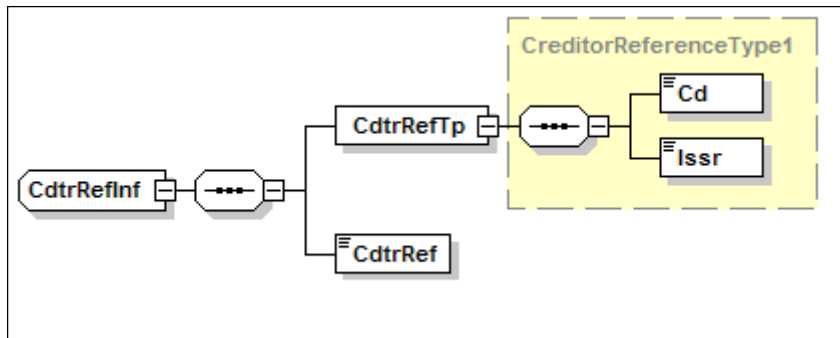 CreditorReferenceType1
Cd
CdtrRefTp
Issr
CdtrRefInf
CdtrRef